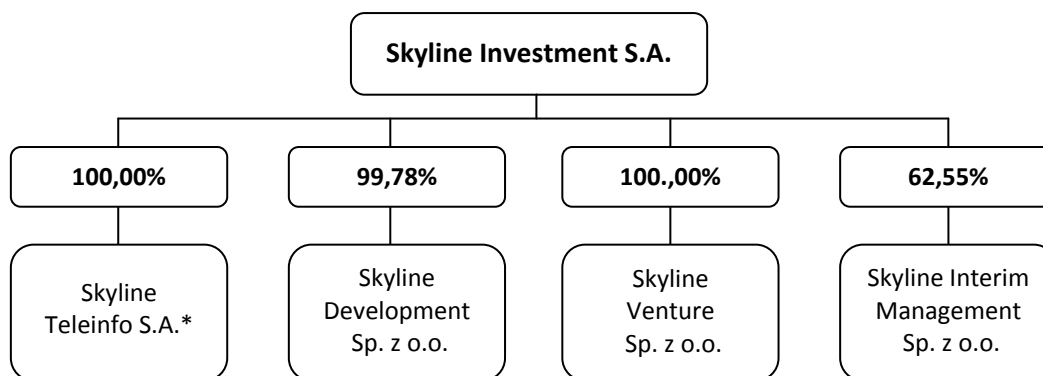 Skyline Investment S.A.
100,00%
99,78%
100.,00%
62,55%
Skyline
Teleinfo S.A.*
Skyline
Development
Sp. z o.o.
Skyline
Venture
Sp. z o.o.
Skyline Interim
Management
Sp. z o.o.